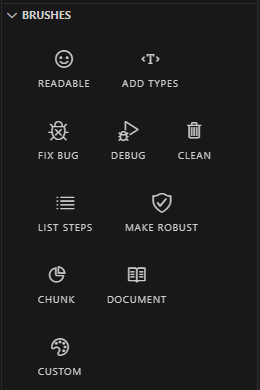 BRUSHES
READABLE ADD TYPES
FIX BUG DEBUG CLEAN
LIST STEPS MAKE ROBUST
CHUNK DOCUMENT
CUSTOM